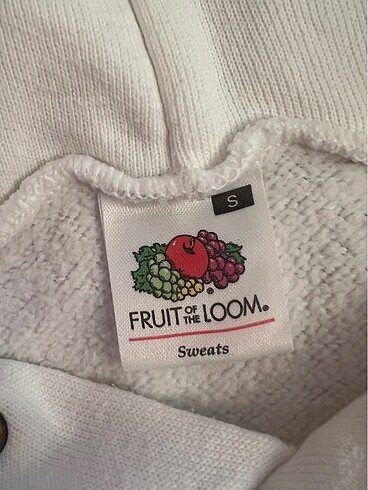 S
FRUIT OF THE LOOM®
Sweats